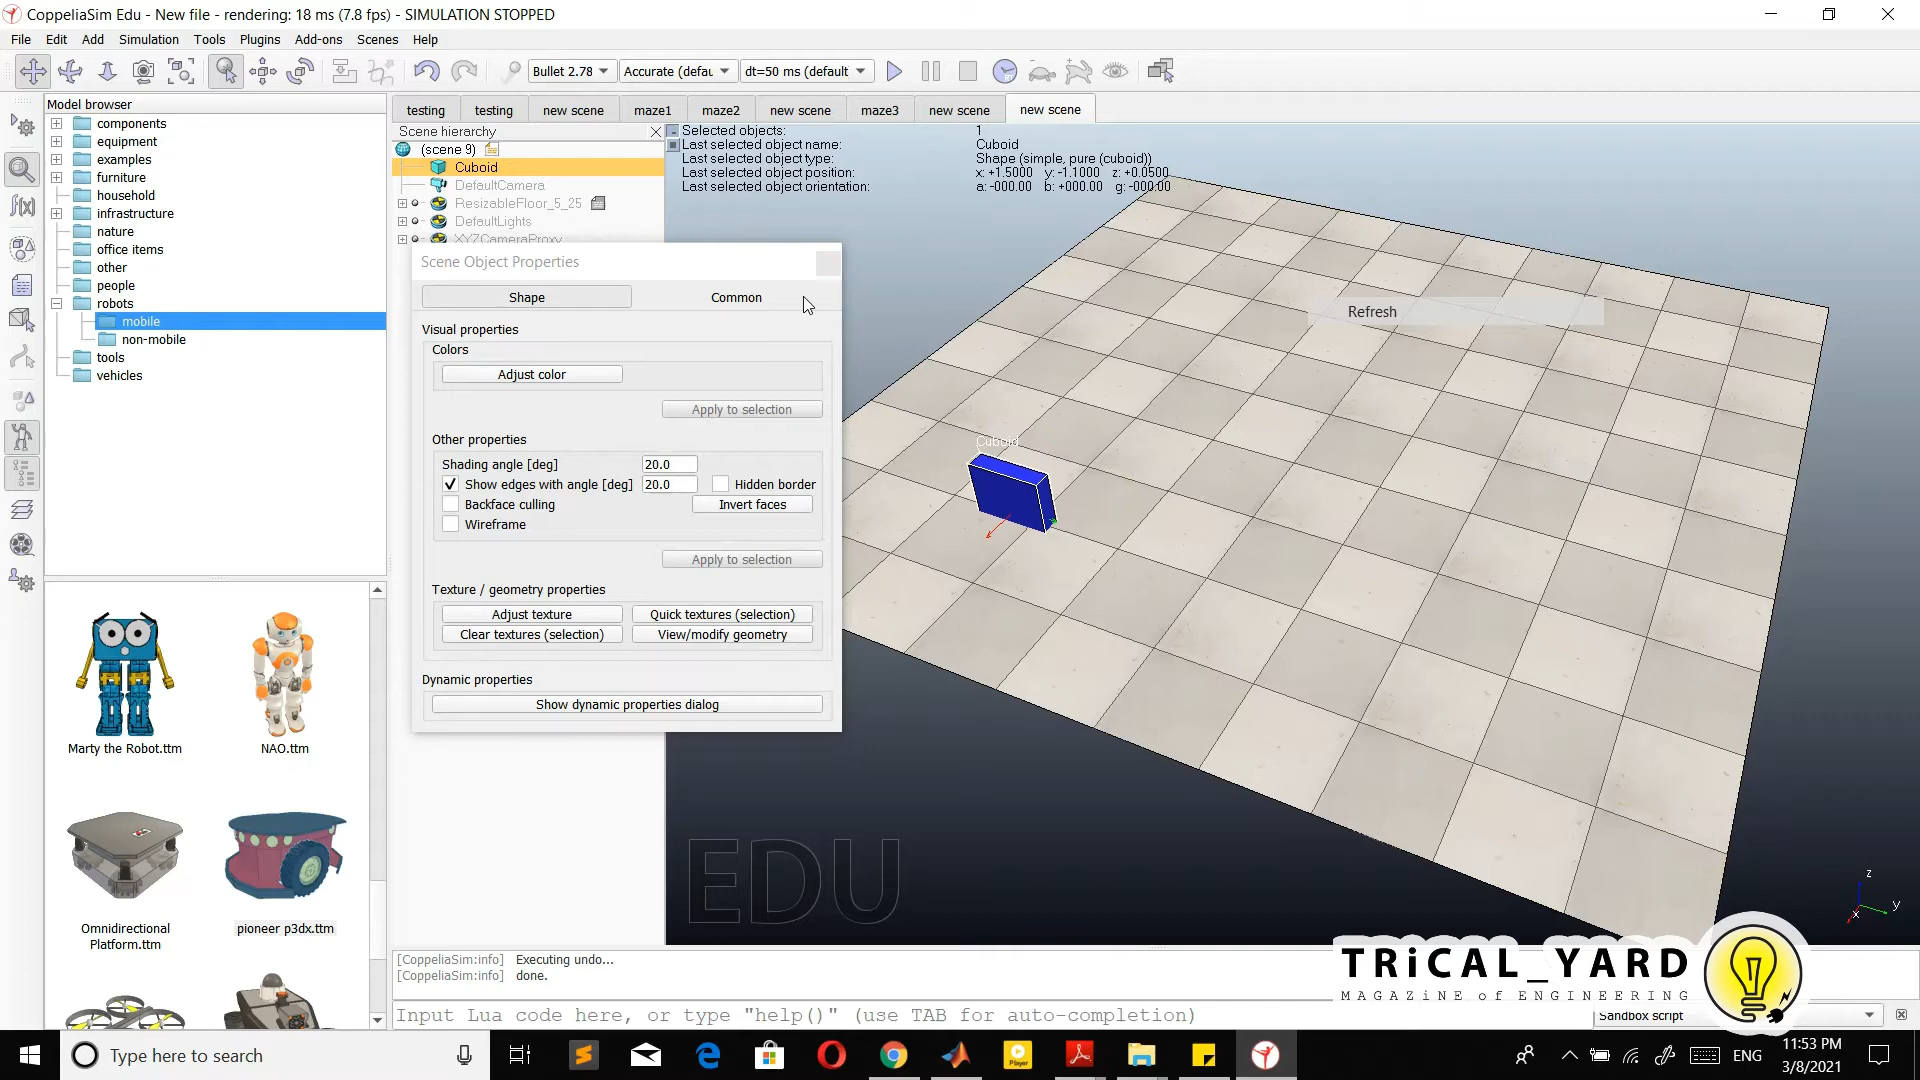 CoppeliaSim Edu - New file - rendering: 18 ms (7.8 fps) - SIMULATION STOPPED
File Edit Add Simulation Tools Plugins Add-ons Scenes Help
Bullet 2.78 Accurate (defau dt=50 ms (default
Model browser
components
equipment
examples
furniture
household
infrastructure
nature
office items
other
people
robots
mobile
non-mobile
tools
vehicles
Marty the Robot.ttm
NAO.ttm
Omnidirectional Platform.ttm
pioneer p3dx.ttm
testing testing new scene maze1 maze2 new scene maze3 new scene new scene
Scene hierarchy
(scene 9)
Cuboid
DefaultCamera
ResizableFloor_5_25
DefaultLights
XYZCameraProxy
Selected objects: 1
Last selected object name: Cuboid
Last selected object type: Shape (simple, pure (cuboid))
Last selected object position: x: +1.5000 y: -1.1000 z: +0.0500
Last selected object orientation: a: -000.00 b: +000.00 g: -000.00
Scene Object Properties
Shape Common
Visual properties
Colors
Adjust color
Apply to selection
Other properties
Shading angle [deg] 20.0
Show edges with angle [deg] 20.0 Hidden border
Backface culling Invert faces
Wireframe
Apply to selection
Texture / geometry properties
Adjust texture Quick textures (selection)
Clear textures (selection) View/modify geometry
Dynamic properties
Show dynamic properties dialog
Refresh
Cuboid
EDU
z
y
x
[CoppeliaSim:info] Executing undo...
[CoppeliaSim:info] done.
Input Lua code here, or type "help()" (use TAB for auto-completion)
Sandbox script
TRiCAL_YARD
MAGAZiNE of ENGINEERING
Type here to search
Player
ENG
11:53 PM
3/8/2021